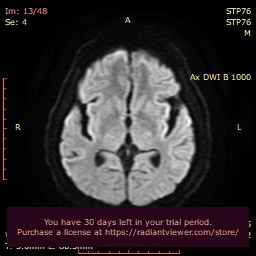 Im: 13/48
Se: 4
A
STP76
STP76
M
Ax DWI B 1000
R
L
You have 30 days left in your trial period.
Purchase a license at https://radiantviewer.com/store/